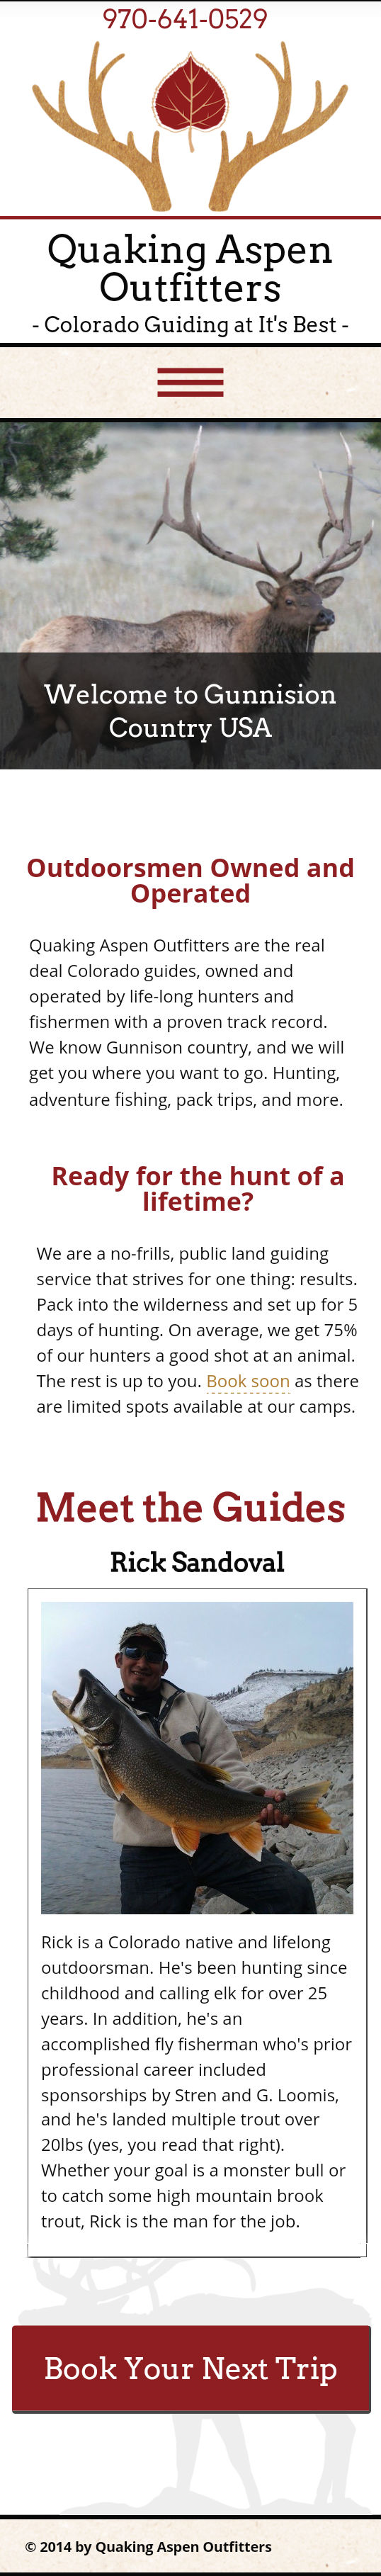 970-641-0529
Quaking Aspen
Outfitters
- Colorado Guiding at It's Best -
Welcome to Gunnision
Country USA
Outdoorsmen Owned and
Operated
Quaking Aspen Outfitters are the real
deal Colorado guides, owned and
operated by life-long hunters and
fishermen with a proven track record.
We know Gunnison country, and we will
get you where you want to go. Hunting,
adventure fishing, pack trips, and more.
Ready for the hunt of a
lifetime?
We are a no-frills, public land guiding
service that strives for one thing: results.
Pack into the wilderness and set up for 5
days of hunting. On average, we get 75%
of our hunters a good shot at an animal.
The rest is up to you. Book soon as there
are limited spots available at our camps.
Meet the Guides
Rick Sandoval
Rick is a Colorado native and lifelong
outdoorsman. He's been hunting since
childhood and calling elk for over 25
years. In addition, he's an
accomplished fly fisherman who's prior
professional career included
sponsorships by Stren and G. Loomis,
and he's landed multiple trout over
20lbs (yes, you read that right).
Whether your goal is a monster bull or
to catch some high mountain brook
trout, Rick is the man for the job.
Book Your Next Trip
© 2014 by Quaking Aspen Outfitters